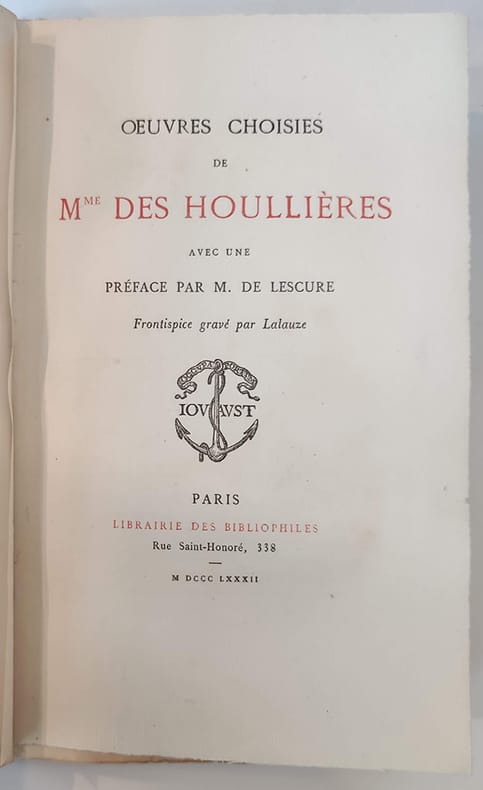 OEUVRES CHOISIES
DE
MME DES HOULLIÈRES
AVEC UNE
PRÉFACE PAR M. DE LESCURE
Frontispice gravé par Lalauze
IOVAVST
PARIS
LIBRAIRIE DES BIBLIOPHILES
Rue Saint-Honoré, 338
M DCCC LXXXII